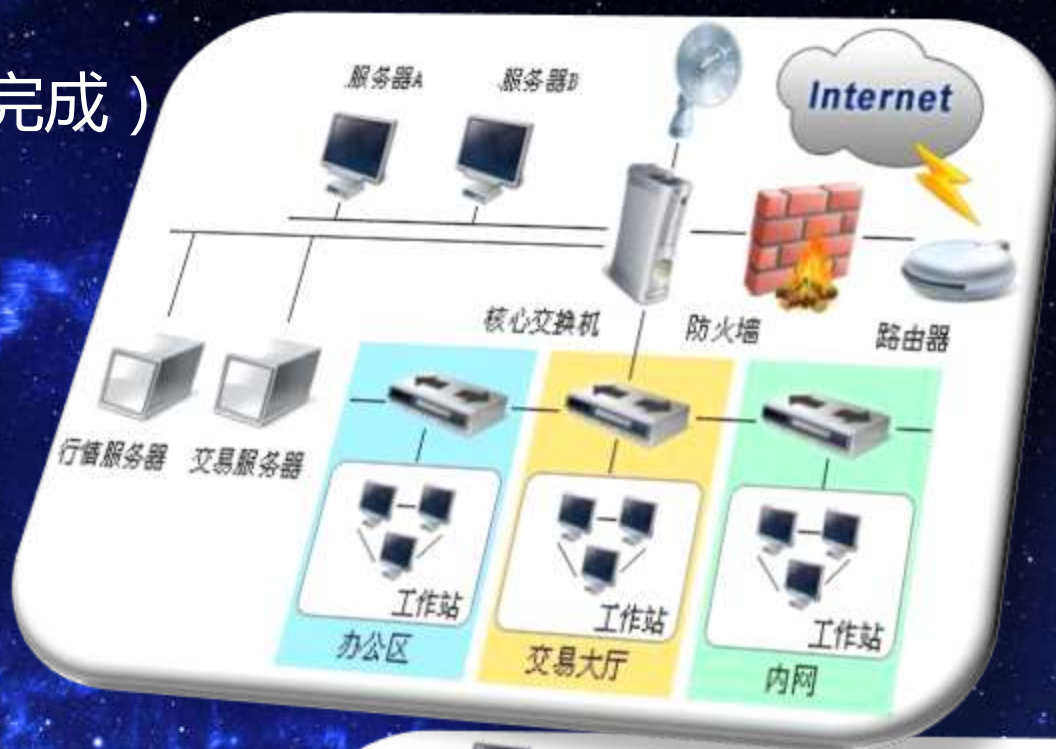 完成）
服务器A
服务器B
Internet
核心交换机
防火墙
路由器
行情服务器
交易服务器
工作站
工作站
工作站
办公区
交易大厅
内网